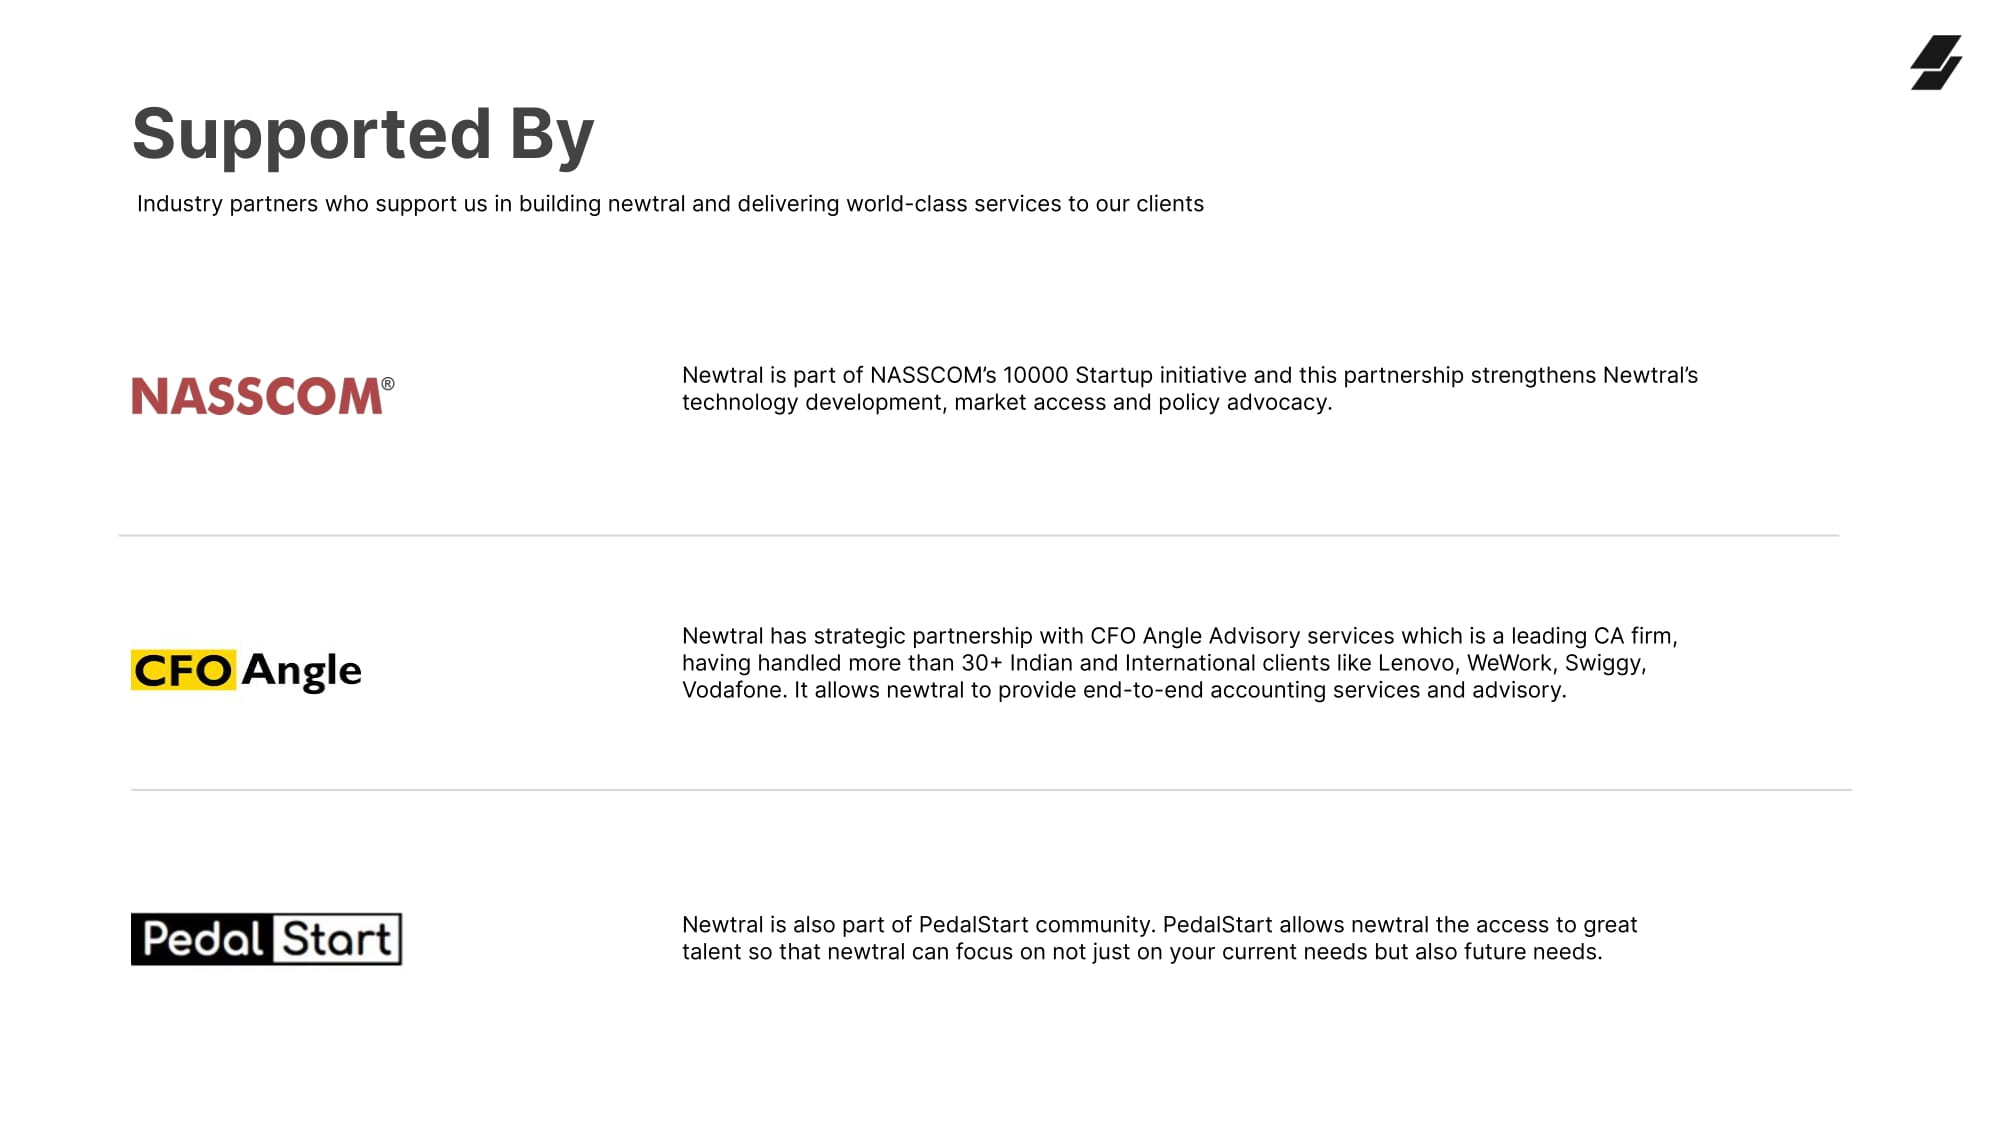 Supported By
Industry partners who support us in building newtral and delivering world-class services to our clients
NASSCOM®
Newtral is part of NASSCOM’s 10000 Startup initiative and this partnership strengthens Newtral’s
technology development, market access and policy advocacy.
CFO Angle
Newtral has strategic partnership with CFO Angle Advisory services which is a leading CA firm,
having handled more than 30+ Indian and International clients like Lenovo, WeWork, Swiggy,
Vodafone. It allows newtral to provide end-to-end accounting services and advisory.
Pedal Start
Newtral is also part of PedalStart community. PedalStart allows newtral the access to great
talent so that newtral can focus on not just on your current needs but also future needs.